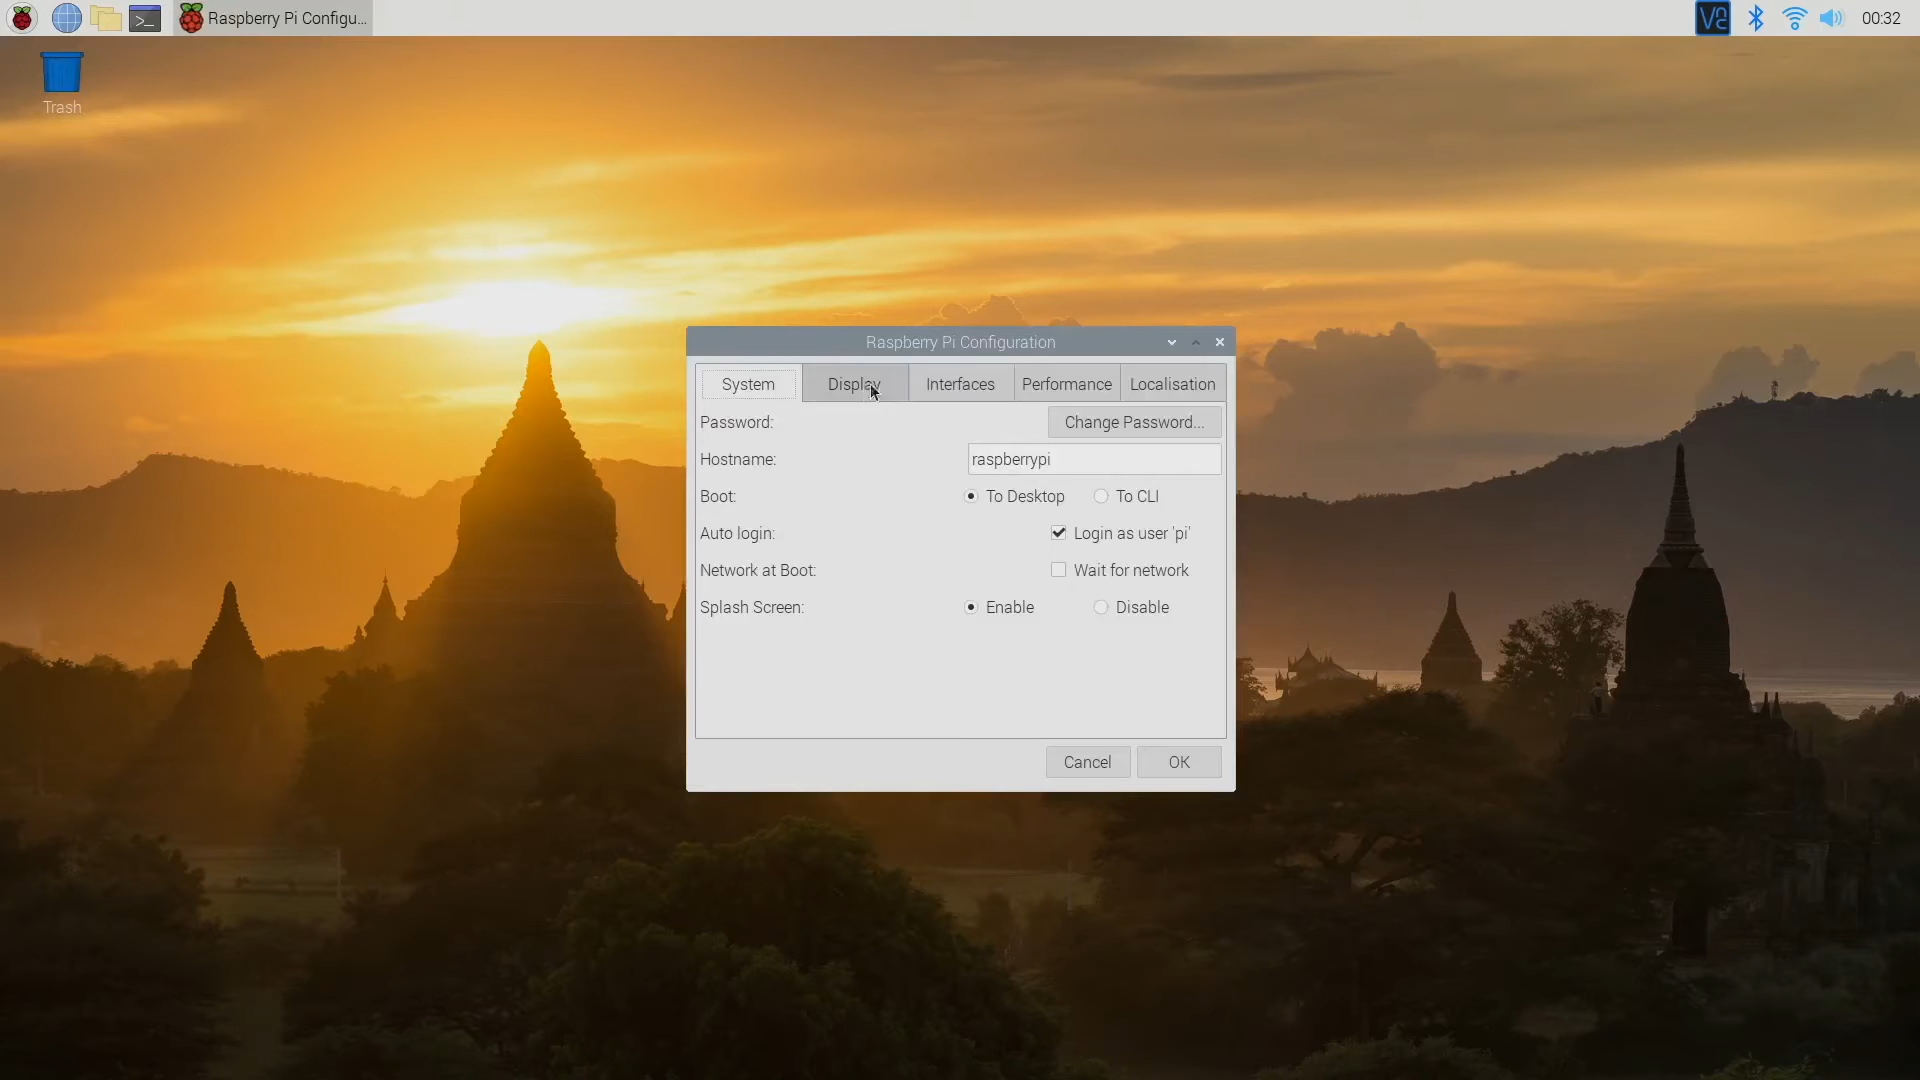 Raspberry Pi Configu...
00:32
Trash
Raspberry Pi Configuration
System Display Interfaces Performance Localisation
Password: Change Password...
Hostname: raspberrypi
Boot: To Desktop To CLI
Auto login: Login as user 'pi'
Network at Boot: Wait for network
Splash Screen: Enable Disable
Cancel OK